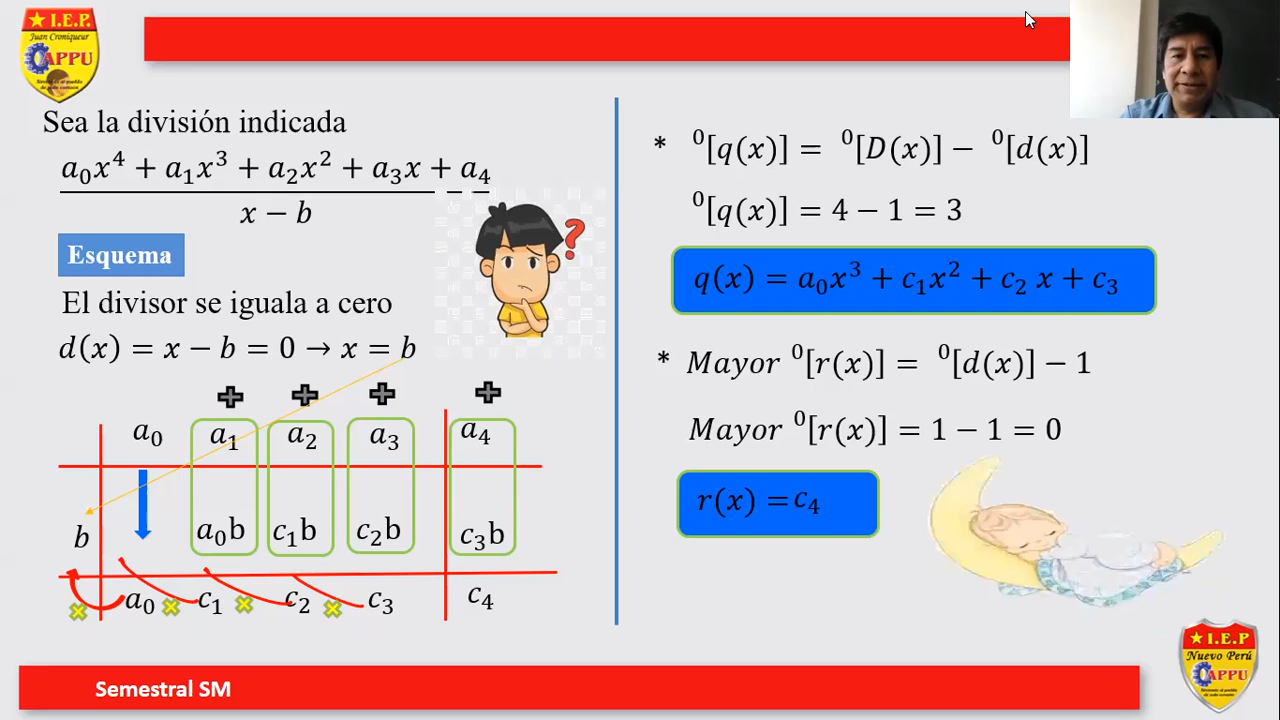 I.E.P.
Juan Croniqueur
CAPPU
Sea la división indicada
a₀x⁴ + a₁x³ + a₂x² + a₃x + a₄
x − b
Esquema
El divisor se iguala a cero
d(x) = x − b = 0 → x = b
a₀ a₁ a₂ a₃ a₄
b a₀b c₁b c₂b c₃b
a₀ c₁ c₂ c₃ c₄
* ⁰[q(x)] = ⁰[D(x)] − ⁰[d(x)]
⁰[q(x)] = 4 − 1 = 3
q(x) = a₀x³ + c₁x² + c₂ x + c₃
* Mayor ⁰[r(x)] = ⁰[d(x)] − 1
Mayor ⁰[r(x)] = 1 − 1 = 0
r(x) = c₄
Semestral SM
I.E.P
Nuevo Perú
CAPPU